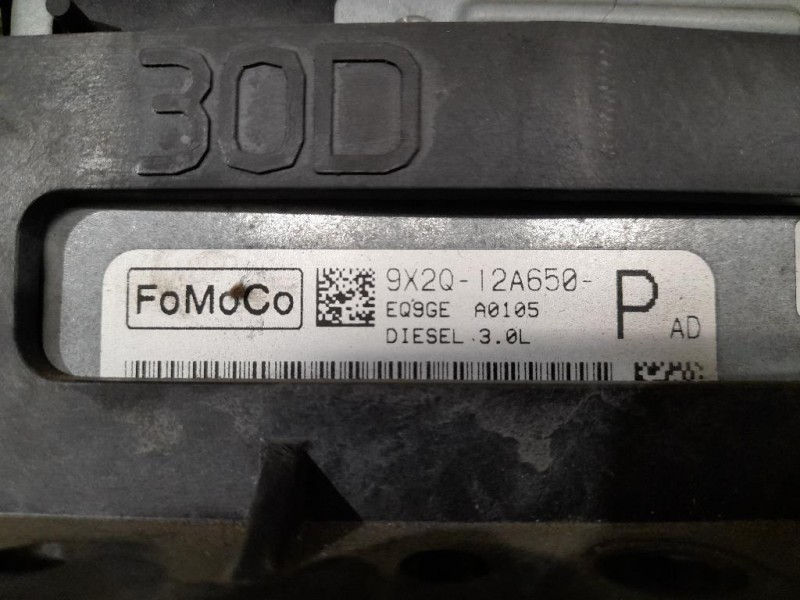 30D
FoMoCo
9X2Q-12A650-
EQ9GE A0105
DIESEL 3.0L
P
AD